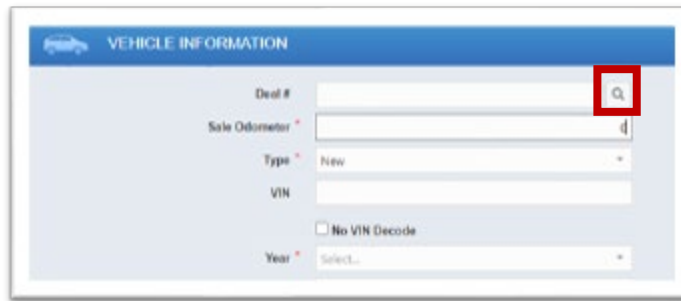 VEHICLE INFORMATION
Deal #
Sale Odometer *
Type * New
VIN
No VIN Decode
Year * Select...